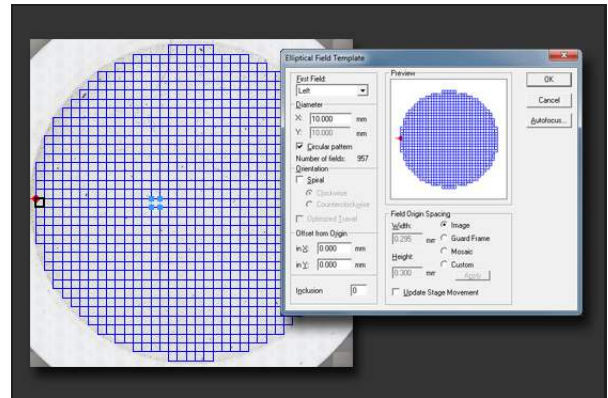 Elliptical Field Template
First Field:
Left
Diameter
X: 10.000 mm
Y: 10.000 mm
Circular pattern
Number of fields: 957
Orientation
Spiral
Clockwise
Counterclockwise
Optimized Travel
Offset from Origin
in X: 0.000 mm
in Y: 0.000 mm
Inclusion 0
Preview
OK
Cancel
Autofocus...
Field Origin Spacing
Width: Image
0.295 mm Guard Frame
Mosaic
Height: Custom
0.300 mm Apply
Update Stage Movement